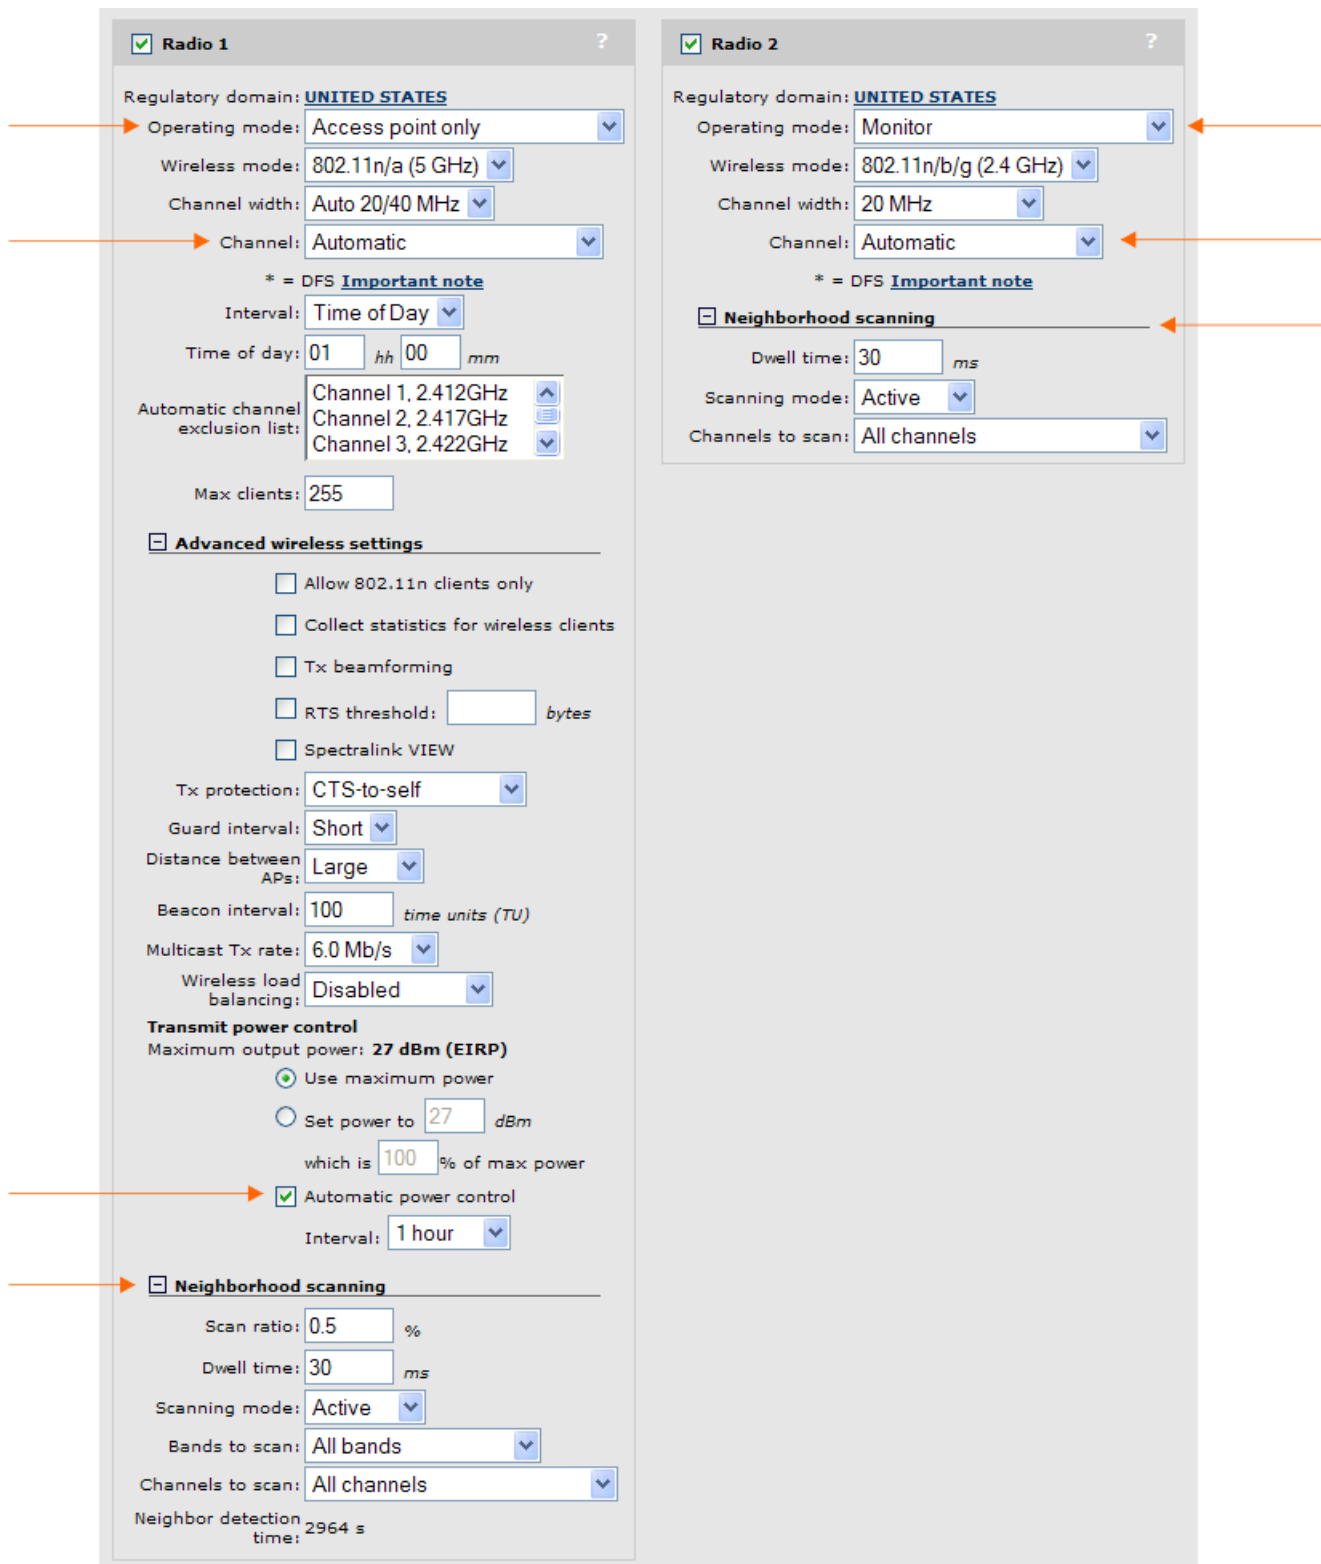 Radio 1 ?
Regulatory domain: UNITED STATES
Operating mode: Access point only
Wireless mode: 802.11n/a (5 GHz)
Channel width: Auto 20/40 MHz
Channel: Automatic
* = DFS Important note
Interval: Time of Day
Time of day: 01 hh 00 mm
Automatic channel
exclusion list:
Channel 1, 2.412GHz
Channel 2, 2.417GHz
Channel 3, 2.422GHz
Max clients: 255
Advanced wireless settings
Allow 802.11n clients only
Collect statistics for wireless clients
Tx beamforming
RTS threshold: bytes
Spectralink VIEW
Tx protection: CTS-to-self
Guard interval: Short
Distance between
APs: Large
Beacon interval: 100 time units (TU)
Multicast Tx rate: 6.0 Mb/s
Wireless load
balancing: Disabled
Transmit power control
Maximum output power: 27 dBm (EIRP)
Use maximum power
Set power to 27 dBm
which is 100 % of max power
Automatic power control
Interval: 1 hour
Neighborhood scanning
Scan ratio: 0.5 %
Dwell time: 30 ms
Scanning mode: Active
Bands to scan: All bands
Channels to scan: All channels
Neighbor detection
time: 2964 s
Radio 2 ?
Regulatory domain: UNITED STATES
Operating mode: Monitor
Wireless mode: 802.11n/b/g (2.4 GHz)
Channel width: 20 MHz
Channel: Automatic
* = DFS Important note
Neighborhood scanning
Dwell time: 30 ms
Scanning mode: Active
Channels to scan: All channels